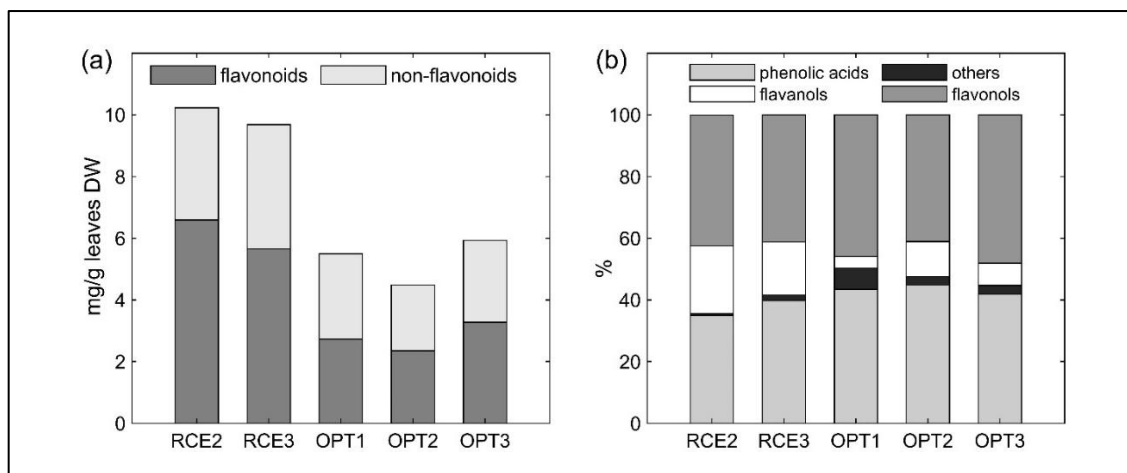 (a)
flavonoids non-flavonoids
mg/g leaves DW
10
8
6
4
2
0
RCE2 RCE3 OPT1 OPT2 OPT3
(b)
phenolic acids others
flavanols flavonols
%
100
80
60
40
20
0
RCE2 RCE3 OPT1 OPT2 OPT3